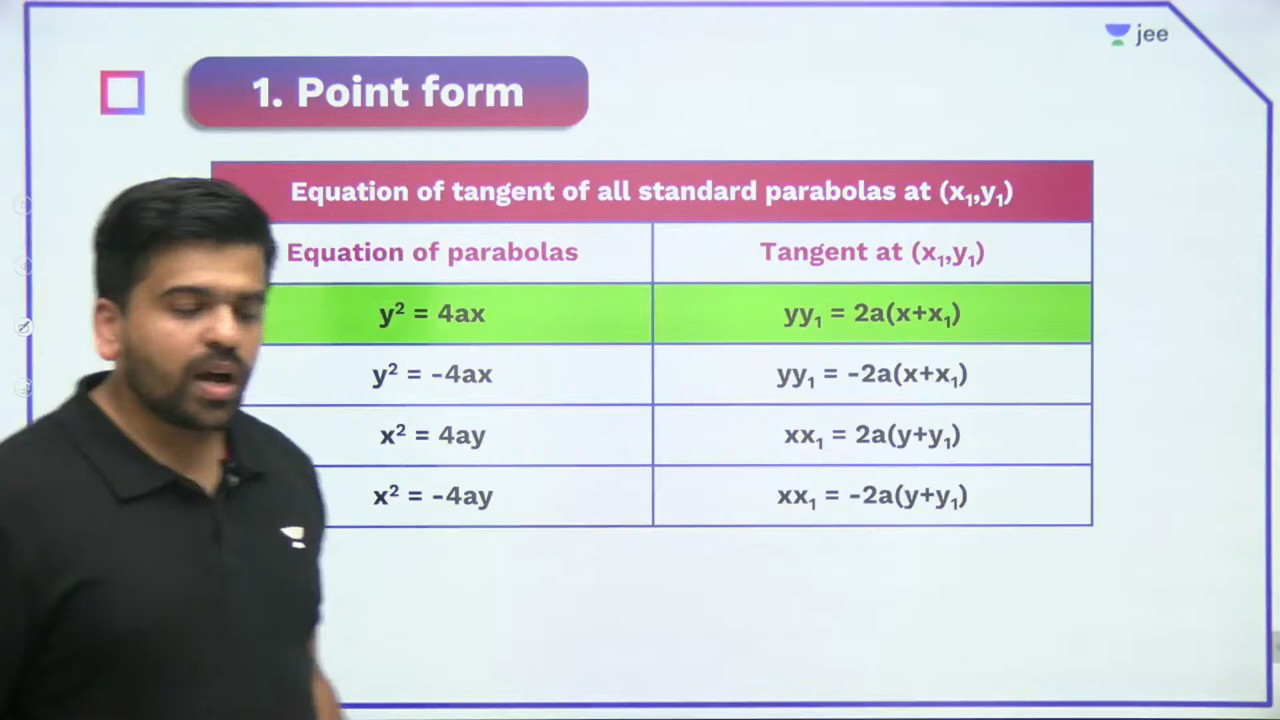 jee
1. Point form
Equation of tangent of all standard parabolas at (x₁,y₁)
Equation of parabolas
Tangent at (x₁,y₁)
y² = 4ax
yy₁ = 2a(x+x₁)
y² = -4ax
yy₁ = -2a(x+x₁)
x² = 4ay
xx₁ = 2a(y+y₁)
x² = -4ay
xx₁ = -2a(y+y₁)